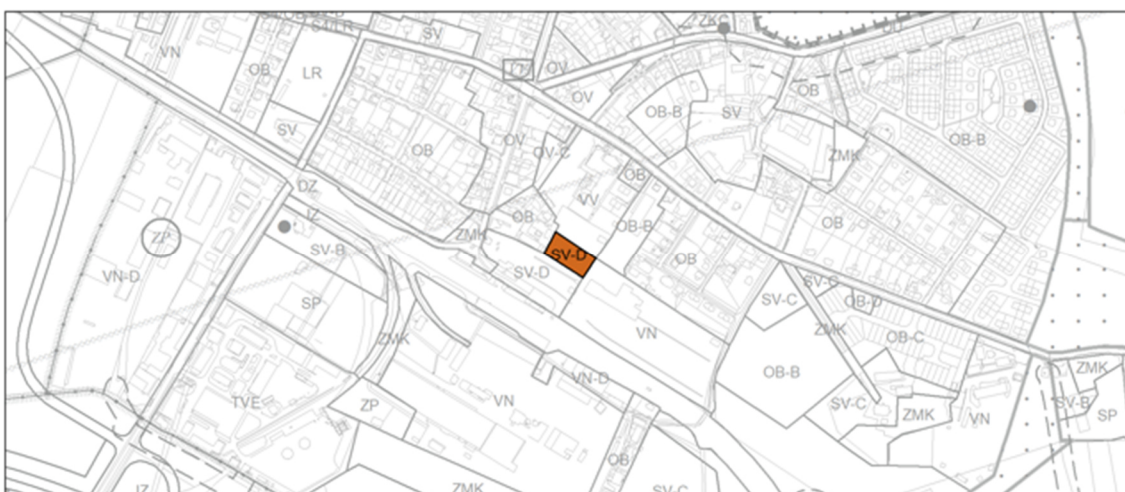 ZKC
OB
SV
VN
OB
LR
OV
OV
OB
OB-B
SV
OB-B
SV
OB
OV
OV-C
ZMK
DZ
VV
OB
IZ
OB
OB-B
OB
ZMK
ZP
SV-B
SV-D
OB
VN-D
SV-D
SV-C
SV-C
OB-D
SP
ZMK
VN
ZMK
OB-C
VN-D
OB-B
ZMK
TVE
ZP
VN
SV-C
ZMK
VN
SV-B
SP
OB
IZ
ZMK
SV-C